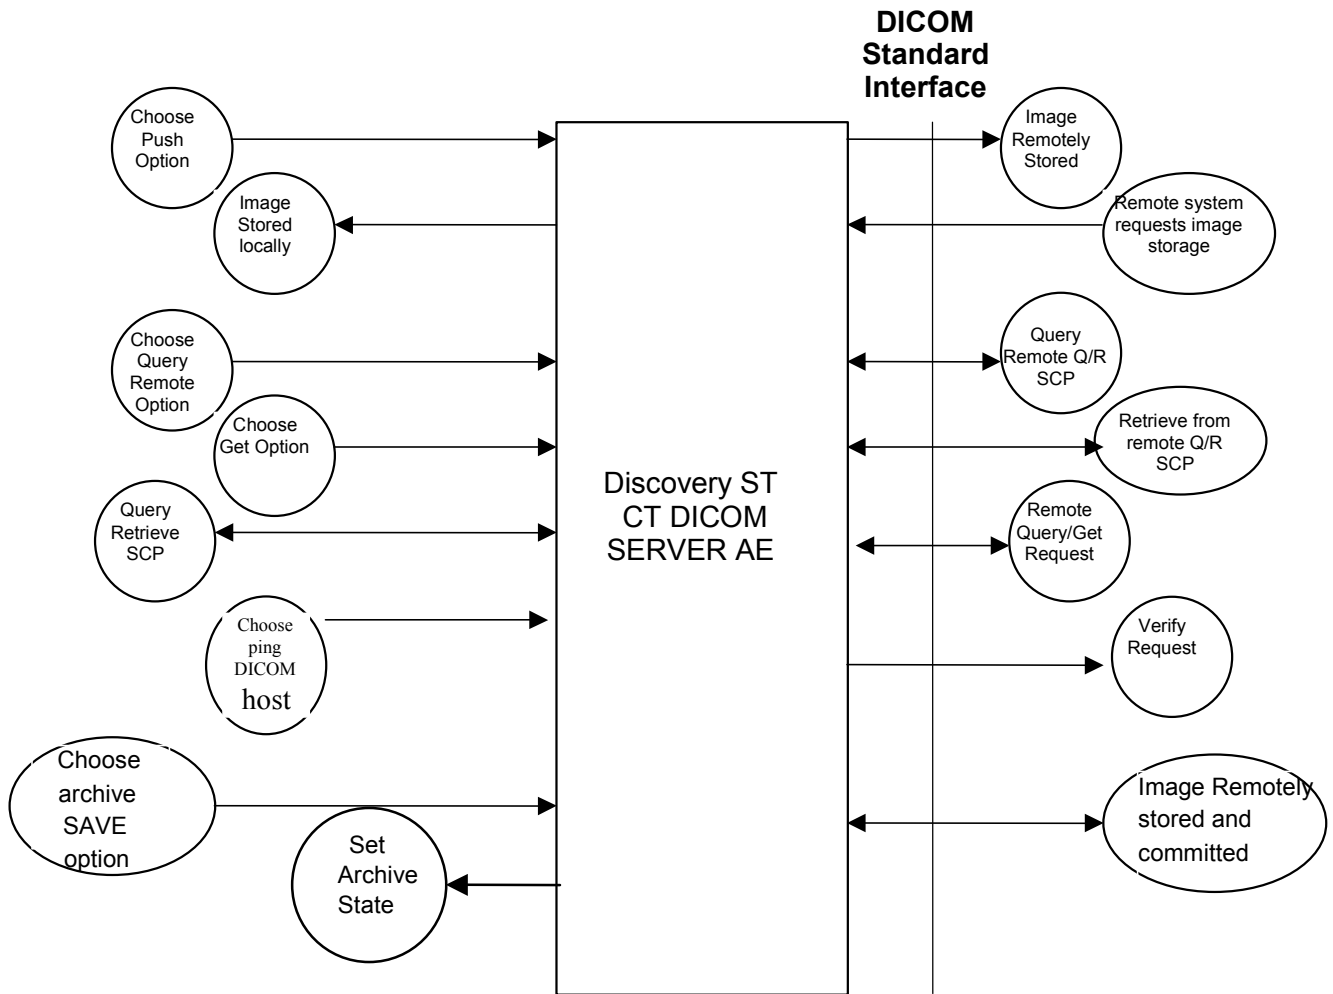 DICOM
Standard
Interface
Choose
Push
Option
Image
Stored
locally
Choose
Query
Remote
Option
Choose
Get Option
Query
Retrieve
SCP
Choose
ping
DICOM
host
Choose
archive
SAVE
option
Set
Archive
State
Discovery ST
CT DICOM
SERVER AE
Image
Remotely
Stored
Remote system
requests image
storage
Query
Remote Q/R
SCP
Retrieve from
remote Q/R
SCP
Remote
Query/Get
Request
Verify
Request
Image Remotely
stored and
committed